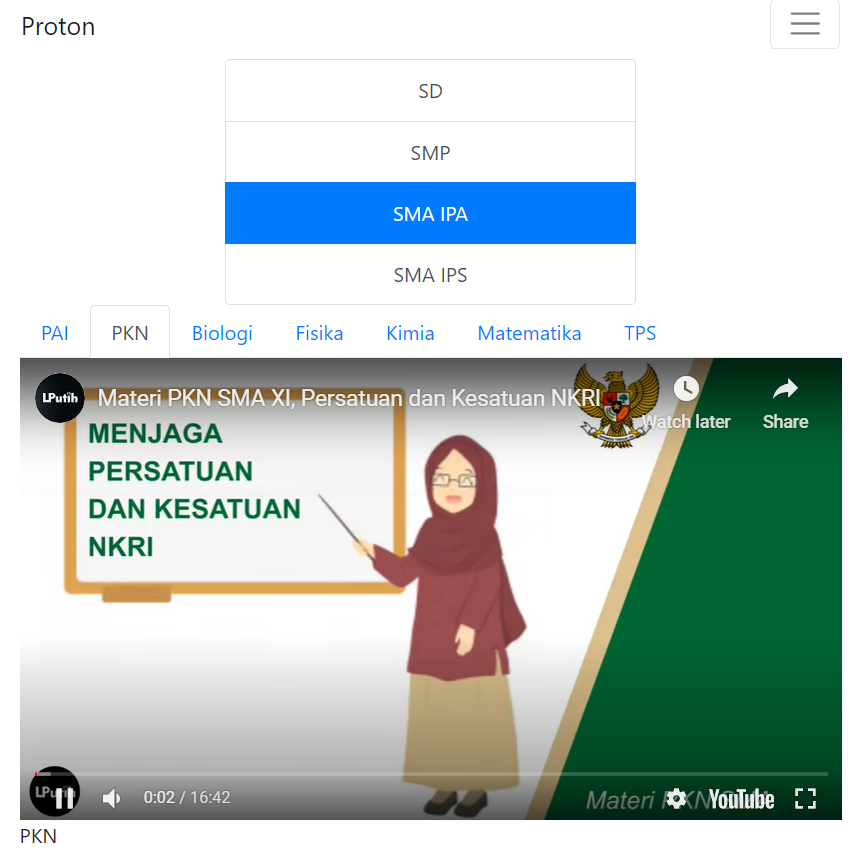 Proton
SD
SMP
SMA IPA
SMA IPS
PAI PKN Biologi Fisika Kimia Matematika TPS
LPutih Materi PKN SMA XI, Persatuan dan Kesatuan NKRI
Watch later Share
MENJAGA
PERSATUAN
DAN KESATUAN
NKRI
0:02 / 16:42
Materi PKN
YouTube
PKN